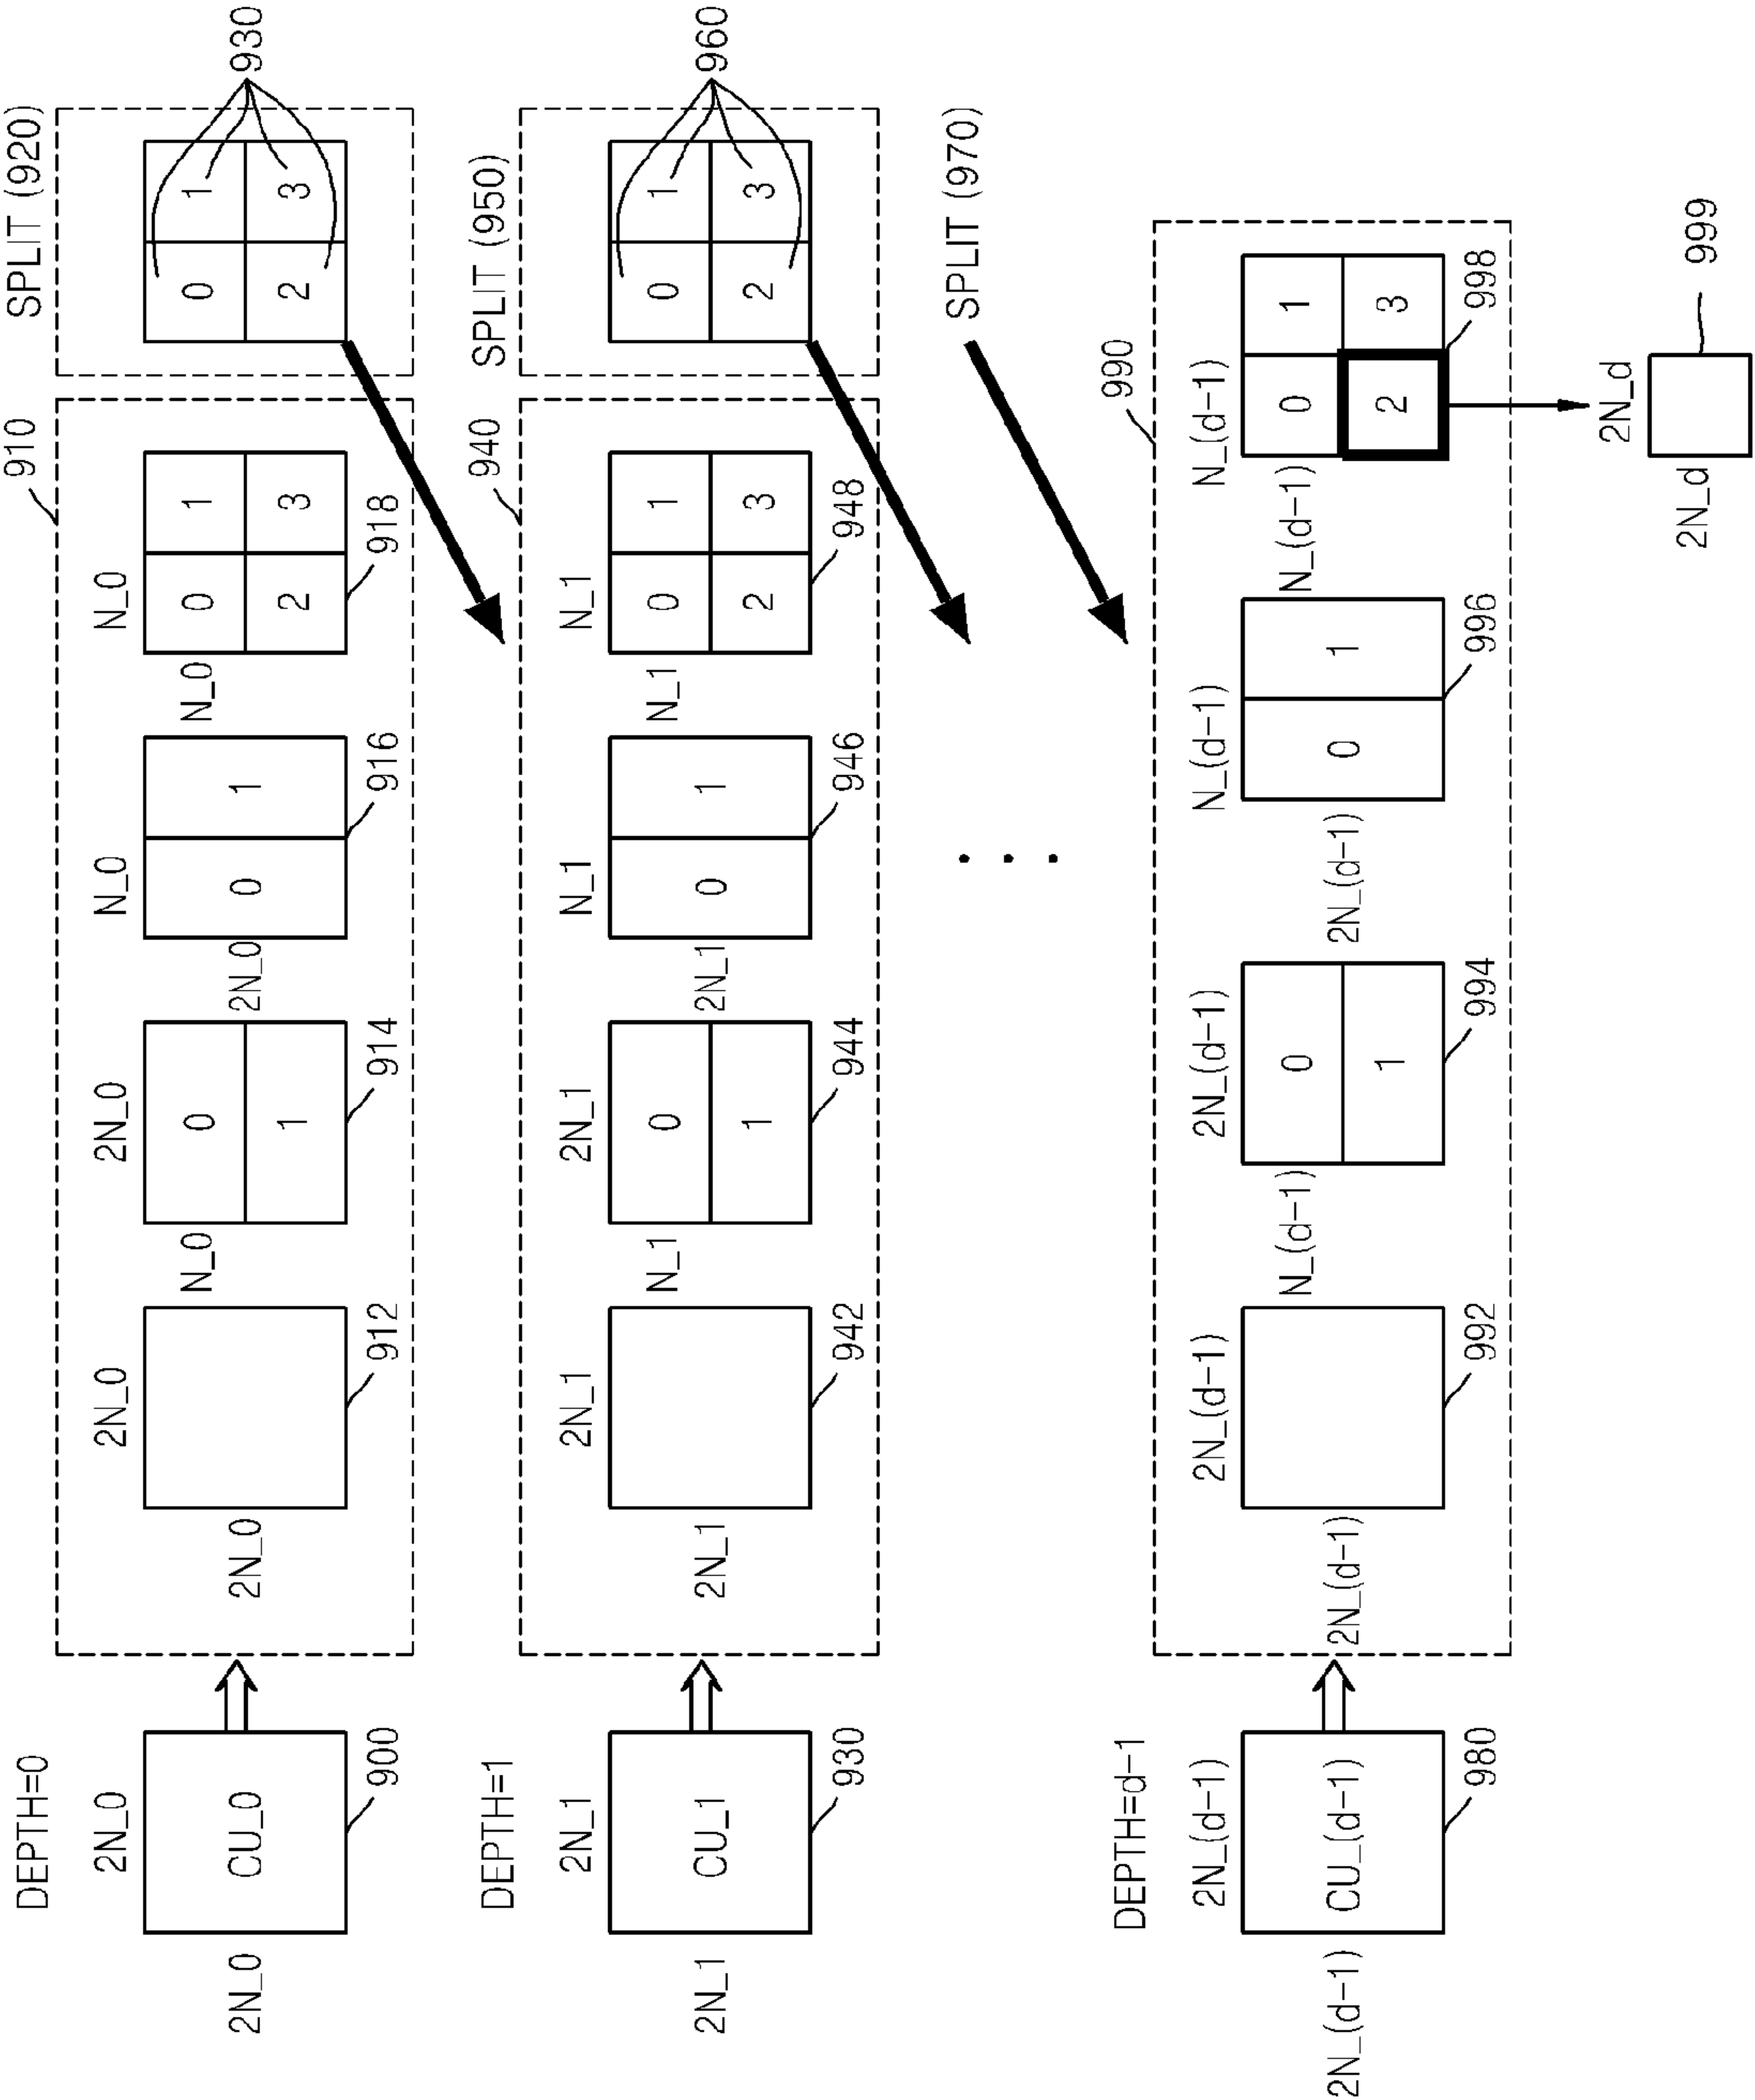 DEPTH=0
2N_0
2N_0
CU_0
900
910
2N_0
2N_0
912
2N_0
N_0
0
1
914
N_0
2N_0
0
1
916
N_0
N_0
0
1
2
3
918
SPLIT (920)
0
1
2
3
930
DEPTH=1
2N_1
2N_1
CU_1
930
940
2N_1
2N_1
942
2N_1
N_1
0
1
944
N_1
2N_1
0
1
946
N_1
N_1
0
1
2
3
948
SPLIT (950)
0
1
2
3
960
SPLIT (970)
DEPTH=d-1
2N_(d-1)
2N_(d-1)
CU_(d-1)
980
990
2N_(d-1)
2N_(d-1)
992
2N_(d-1)
N_(d-1)
0
1
994
N_(d-1)
2N_(d-1)
0
1
996
N_(d-1)
N_(d-1)
0
1
2
3
998
2N_d
2N_d
999